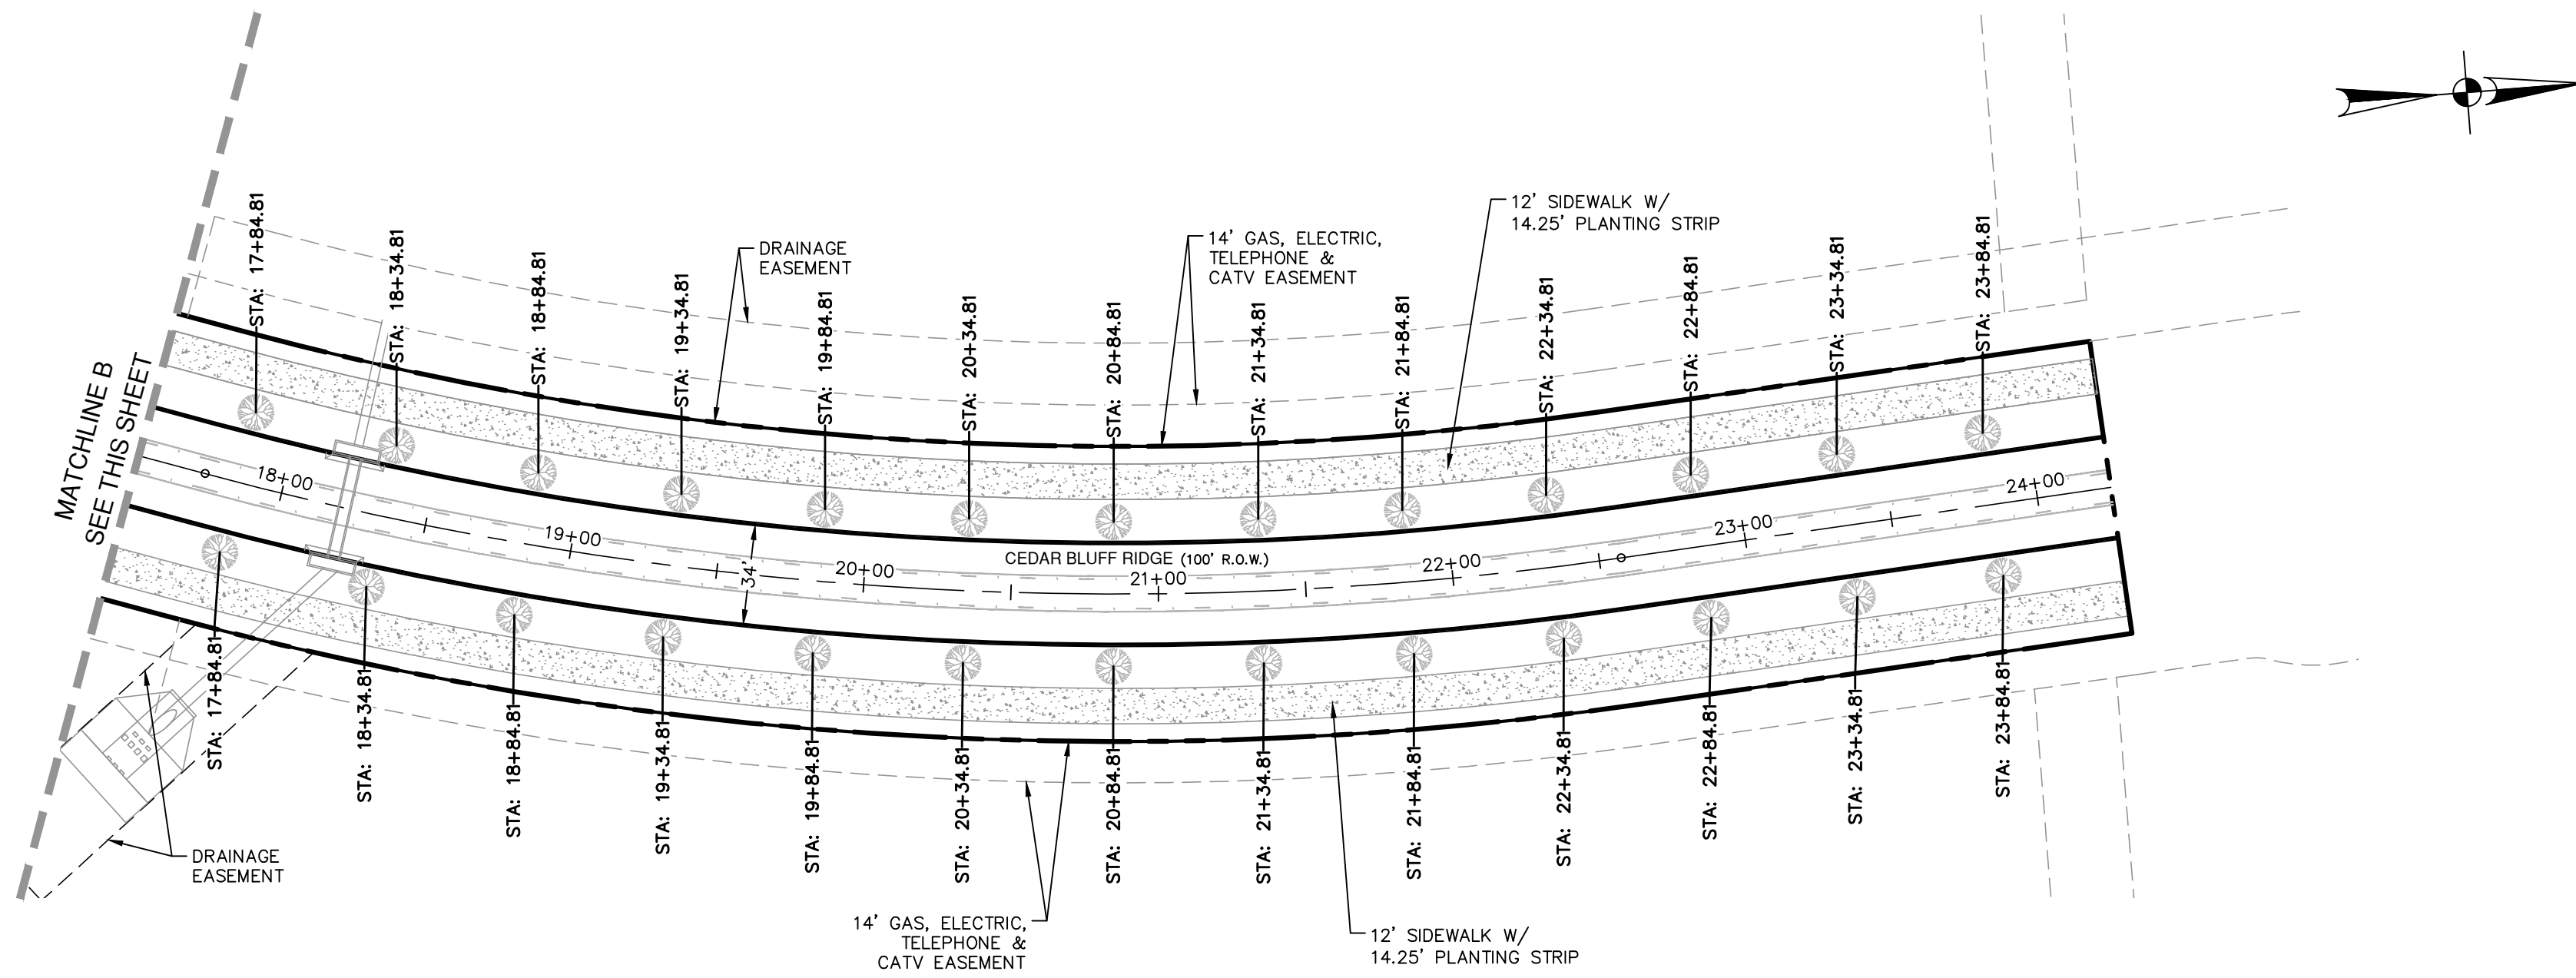 MATCHLINE B
SEE THIS SHEET
STA: 17+84.81
STA: 18+34.81
STA: 18+84.81
STA: 19+34.81
STA: 19+84.81
STA: 20+34.81
STA: 20+84.81
STA: 21+34.81
STA: 21+84.81
STA: 22+34.81
STA: 22+84.81
STA: 23+34.81
STA: 23+84.81
DRAINAGE
EASEMENT
14' GAS, ELECTRIC,
TELEPHONE &
CATV EASEMENT
12' SIDEWALK W/
14.25' PLANTING STRIP
18+00
19+00
20+00
21+00
22+00
23+00
24+00
34'
CEDAR BLUFF RIDGE (100' R.O.W.)
STA: 17+84.81
STA: 18+34.81
STA: 18+84.81
STA: 19+34.81
STA: 19+84.81
STA: 20+34.81
STA: 20+84.81
STA: 21+34.81
STA: 21+84.81
STA: 22+34.81
STA: 22+84.81
STA: 23+34.81
STA: 23+84.81
DRAINAGE
EASEMENT
14' GAS, ELECTRIC,
TELEPHONE &
CATV EASEMENT
12' SIDEWALK W/
14.25' PLANTING STRIP